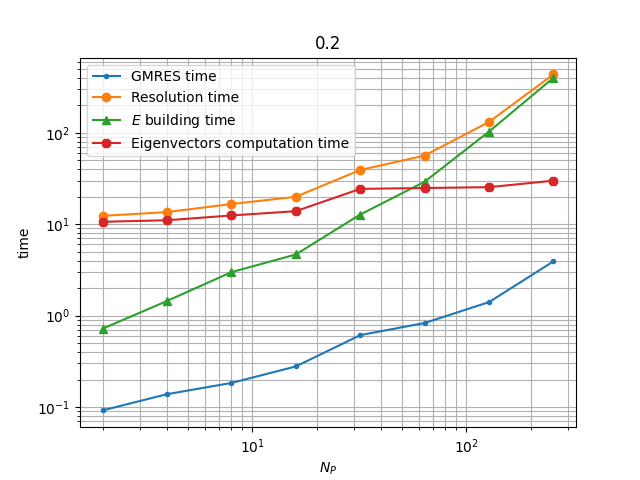 0.2
GMRES time
Resolution time
E building time
Eigenvectors computation time
time
10²
10¹
10⁰
10⁻¹
10¹ 10²
N_P